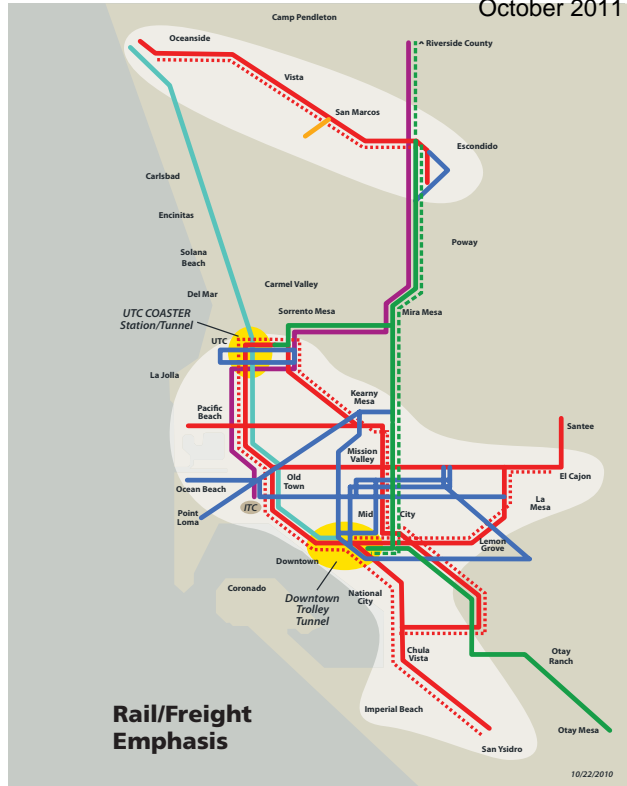 October 2011
Camp Pendleton
Oceanside
^ Riverside County
Vista
San Marcos
Escondido
Carlsbad
Encinitas
Poway
Solana
Beach
Carmel Valley
Del Mar
UTC COASTER
Station/Tunnel
Sorrento Mesa
Mira Mesa
UTC
La Jolla
Kearny
Mesa
Pacific
Beach
Santee
Mission
Valley
El Cajon
Old
Town
Ocean Beach
La
Mesa
Point
Loma
ITC
Mid
City
Lemon
Grove
Downtown
Coronado
Downtown
Trolley
Tunnel
National
City
Chula
Vista
Otay
Ranch
Imperial Beach
Rail/Freight
Emphasis
Otay Mesa
San Ysidro
10/22/2010